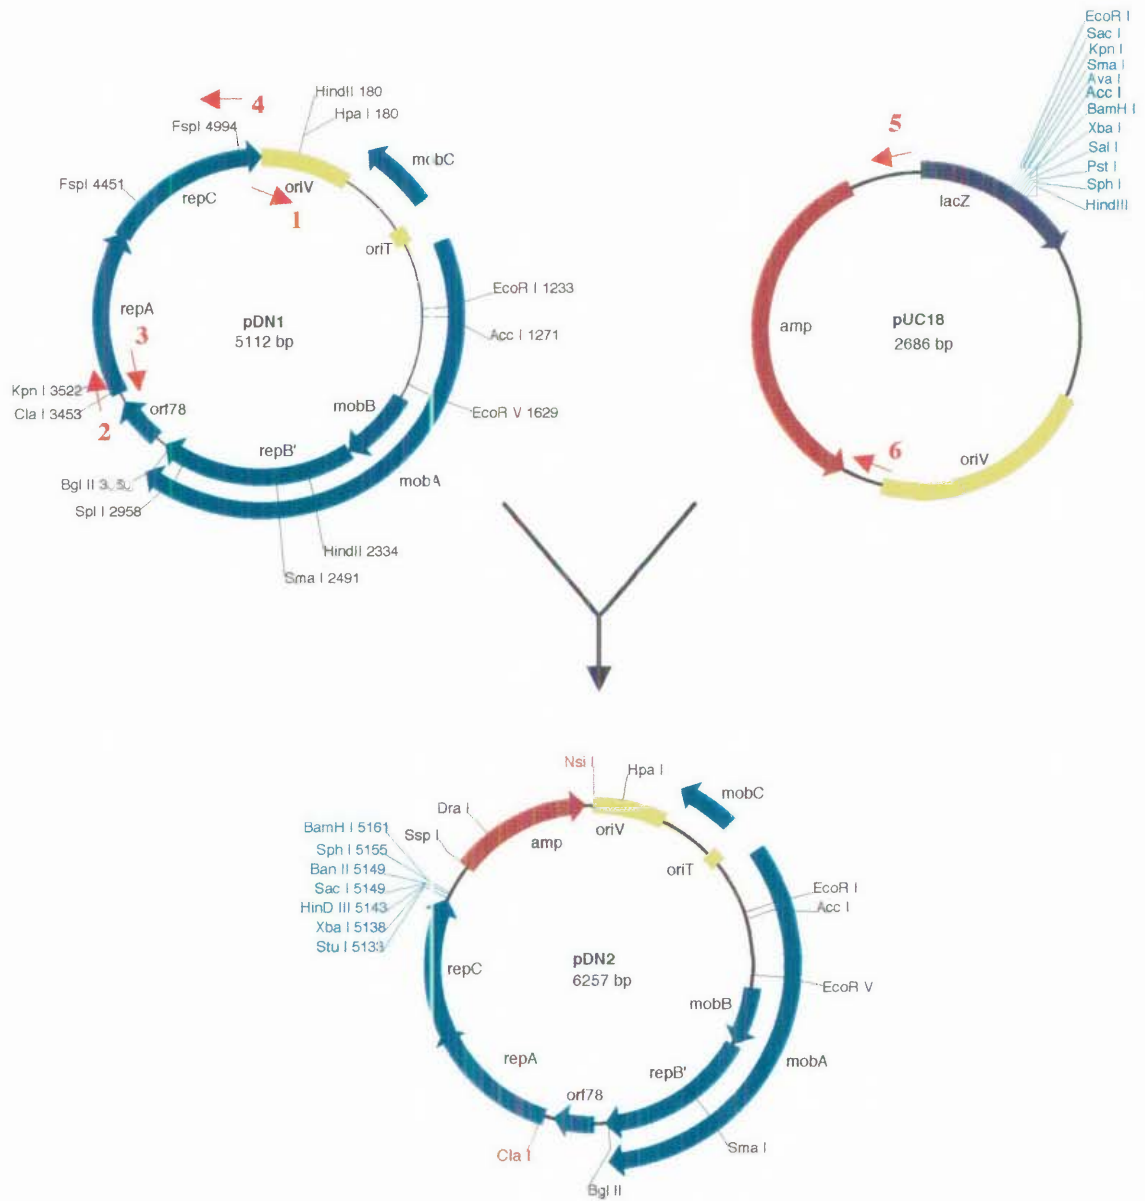 4
HindII 180
Hpa I 180
FspI 4994
mobC
FspI 4451
repC
oriV
1
oriT
EcoR I 1233
repA
pDN1
5112 bp
Acc I 1271
3
Kpn I 3522
Cla I 3453
2
orf78
mobB
EcoR V 1629
repB'
Bgl II
mobA
Spl I 2958
HindII 2334
Sma I 2491
EcoR I
Sac I
Kpn I
Sma I
Ava I
Acc I
BamH I
Xba I
Sal I
Pst I
Sph I
HindIII
5
lacZ
amp
pUC18
2686 bp
6
oriV
Nsi I
Hpa I
mobC
Dra I
Ssp I
amp
oriV
oriT
BamH I 5161
Sph I 5155
Ban II 5149
Sac I 5149
HinD III 5143
Xba I 5138
Stu I 5133
EcoR I
Acc I
repC
pDN2
6257 bp
EcoR V
mobB
repA
repB'
mobA
orf78
Cla I
Sma I
Bgl II